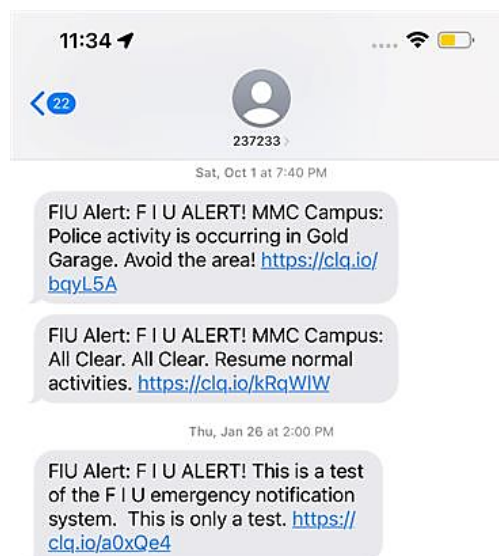 11:34
22
237233
Sat, Oct 1 at 7:40 PM
FIU Alert: F I U ALERT! MMC Campus:
Police activity is occurring in Gold
Garage. Avoid the area! https://clq.io/
bqyL5A
FIU Alert: F I U ALERT! MMC Campus:
All Clear. All Clear. Resume normal
activities. https://clq.io/kRqWlW
Thu, Jan 26 at 2:00 PM
FIU Alert: F I U ALERT! This is a test
of the F I U emergency notification
system.  This is only a test. https://
clq.io/a0xQe4